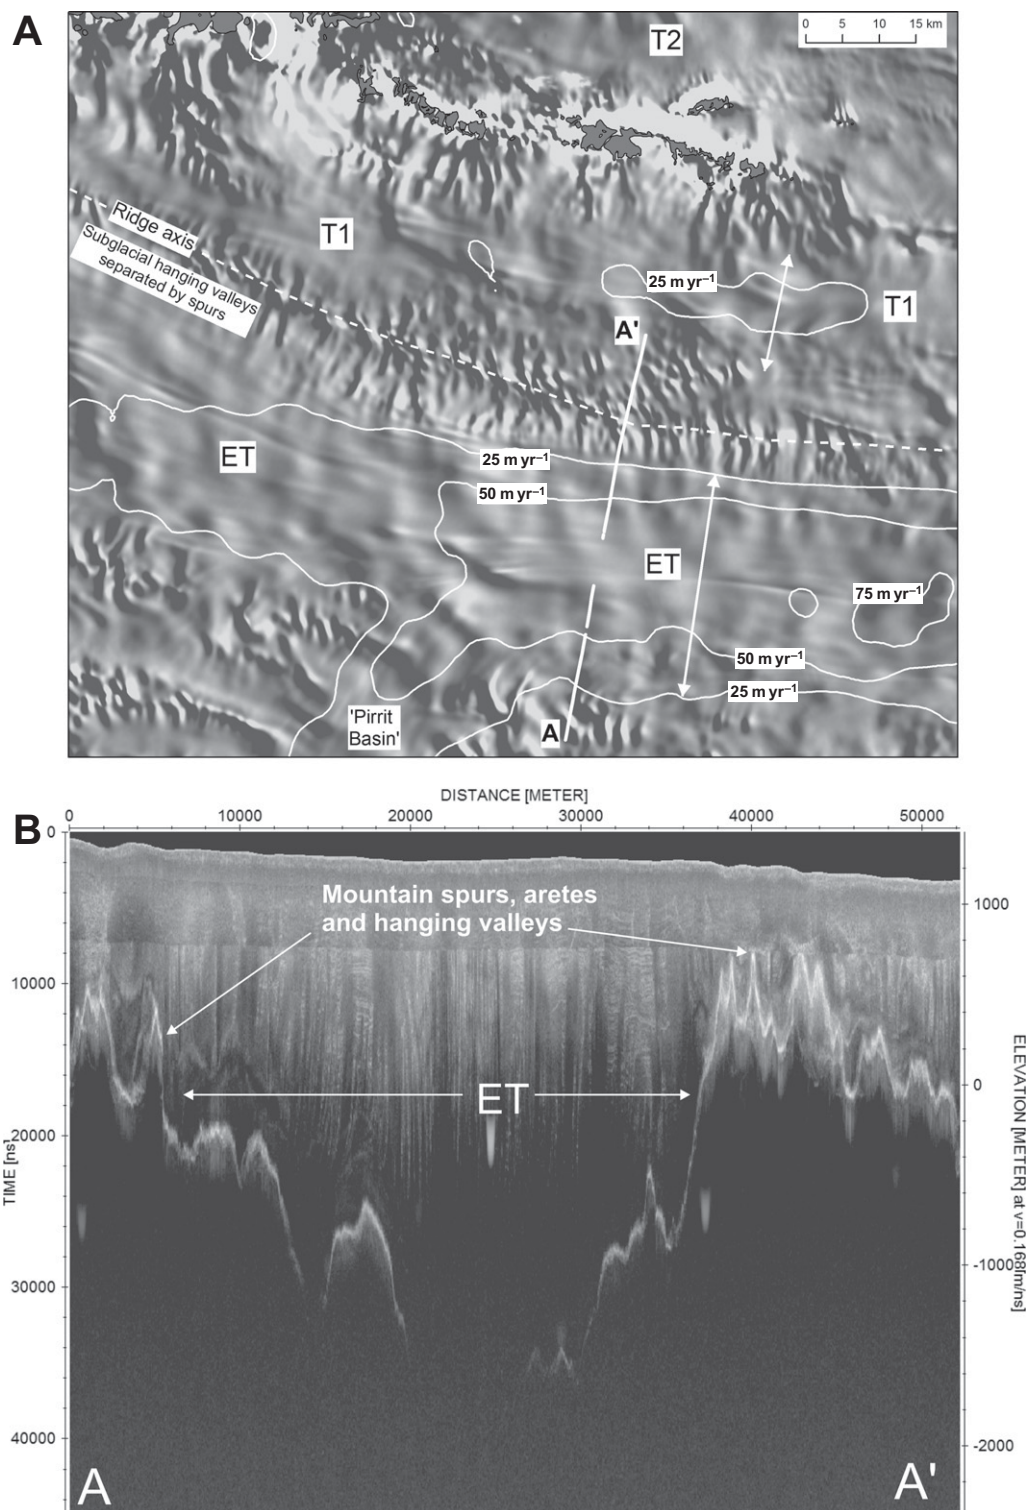 A
T2
0 5 10 15 km
Ridge axis
Subglacial hanging valleys
separated by spurs
T1
25 m yr⁻¹
T1
A'
ET
25 m yr⁻¹
50 m yr⁻¹
ET
75 m yr⁻¹
50 m yr⁻¹
25 m yr⁻¹
'Pirrit
Basin'
A
B
DISTANCE [METER]
0 10000 20000 30000 40000 50000
0
10000
20000
30000
40000
TIME [ns]
Mountain spurs, aretes
and hanging valleys
ET
1000
0
-1000
-2000
ELEVATION [METER] at v=0.168[m/ns]
A
A'